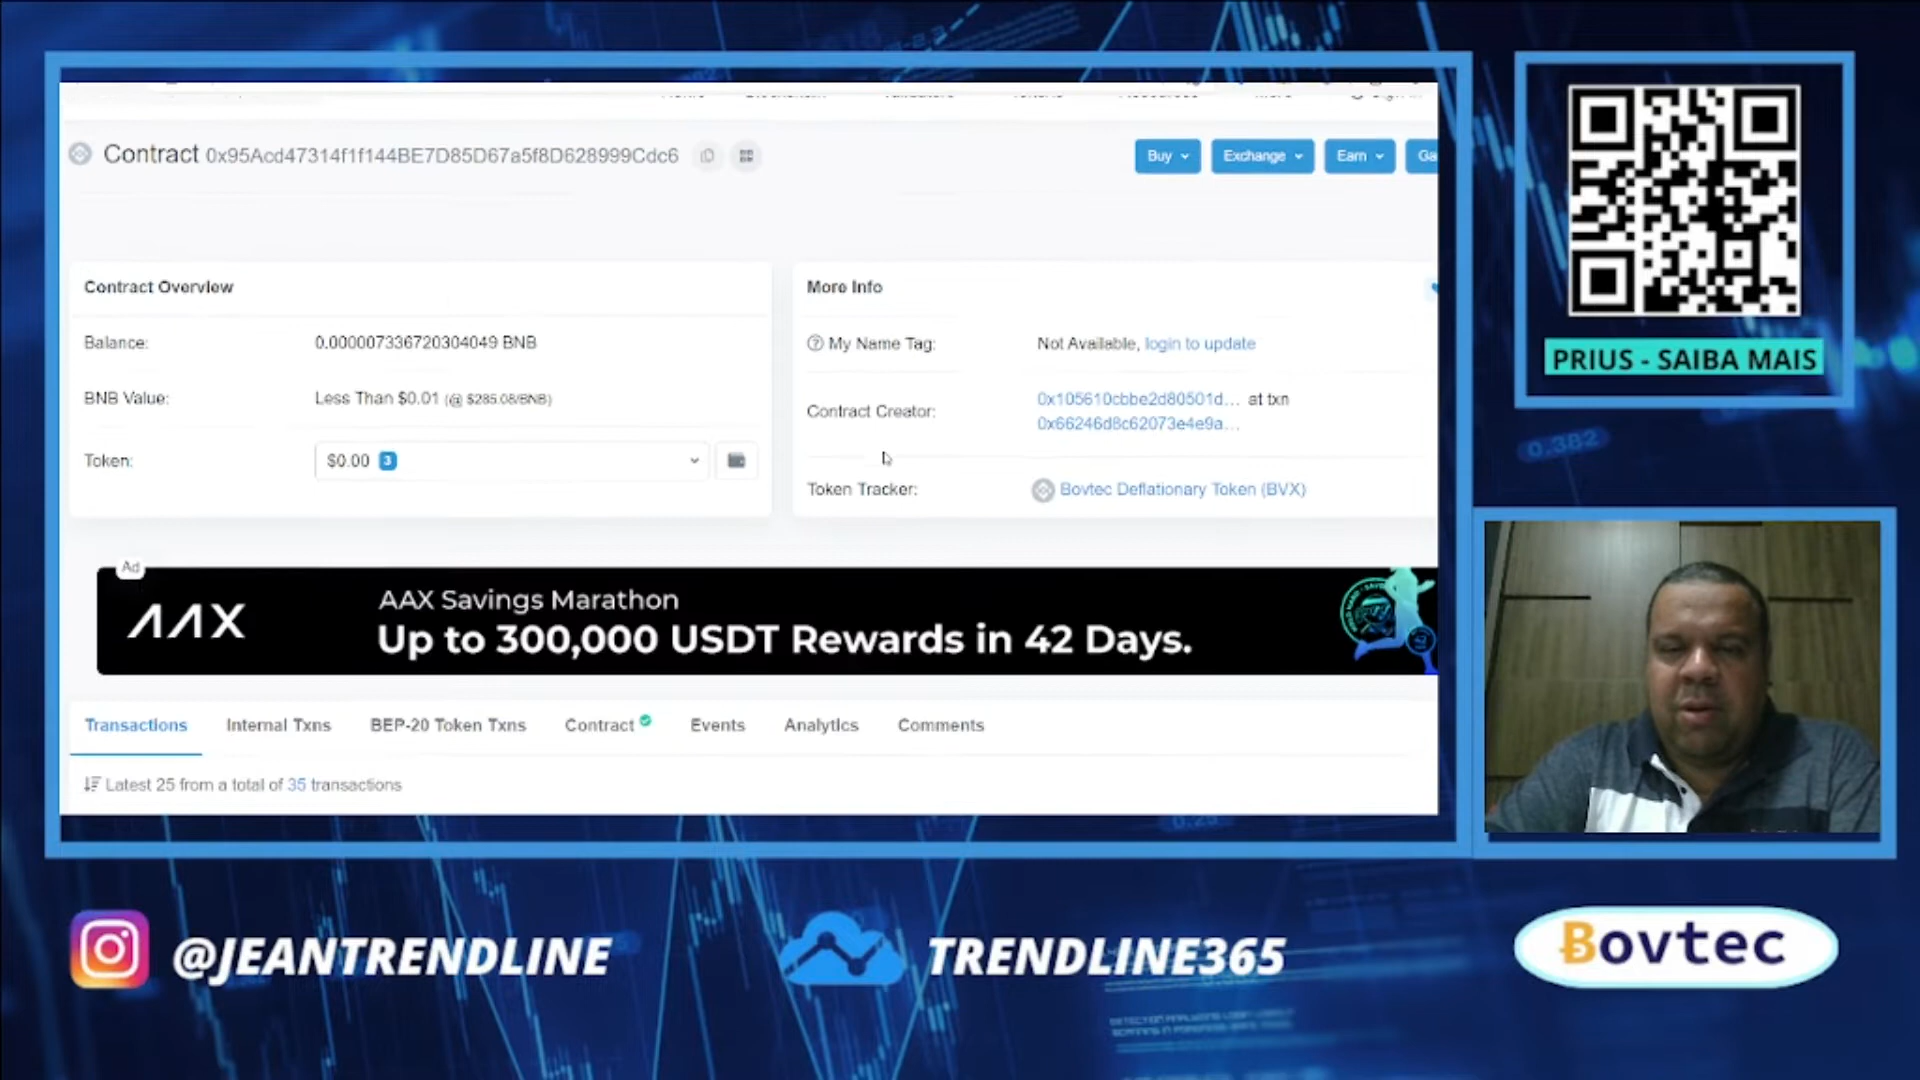 Contract 0x95Acd47314f1f144BE7D85D67a5f8D628999Cdc6
Buy
Exchange
Earn
Ga
Contract Overview
Balance:
0.000007336720304049 BNB
BNB Value:
Less Than $0.01 (@ $285.08/BNB)
Token:
$0.00 3
More Info
My Name Tag:
Not Available, login to update
Contract Creator:
0x105610cbbe2d80501d... at txn
0x66246d8c62073e4e9a...
Token Tracker:
Bovtec Deflationary Token (BVX)
Ad
AAX
AAX Savings Marathon
Up to 300,000 USDT Rewards in 42 Days.
Transactions
Internal Txns
BEP-20 Token Txns
Contract
Events
Analytics
Comments
Latest 25 from a total of 35 transactions
PRIUS - SAIBA MAIS
0.382
@JEANTRENDLINE
TRENDLINE365
Bovtec